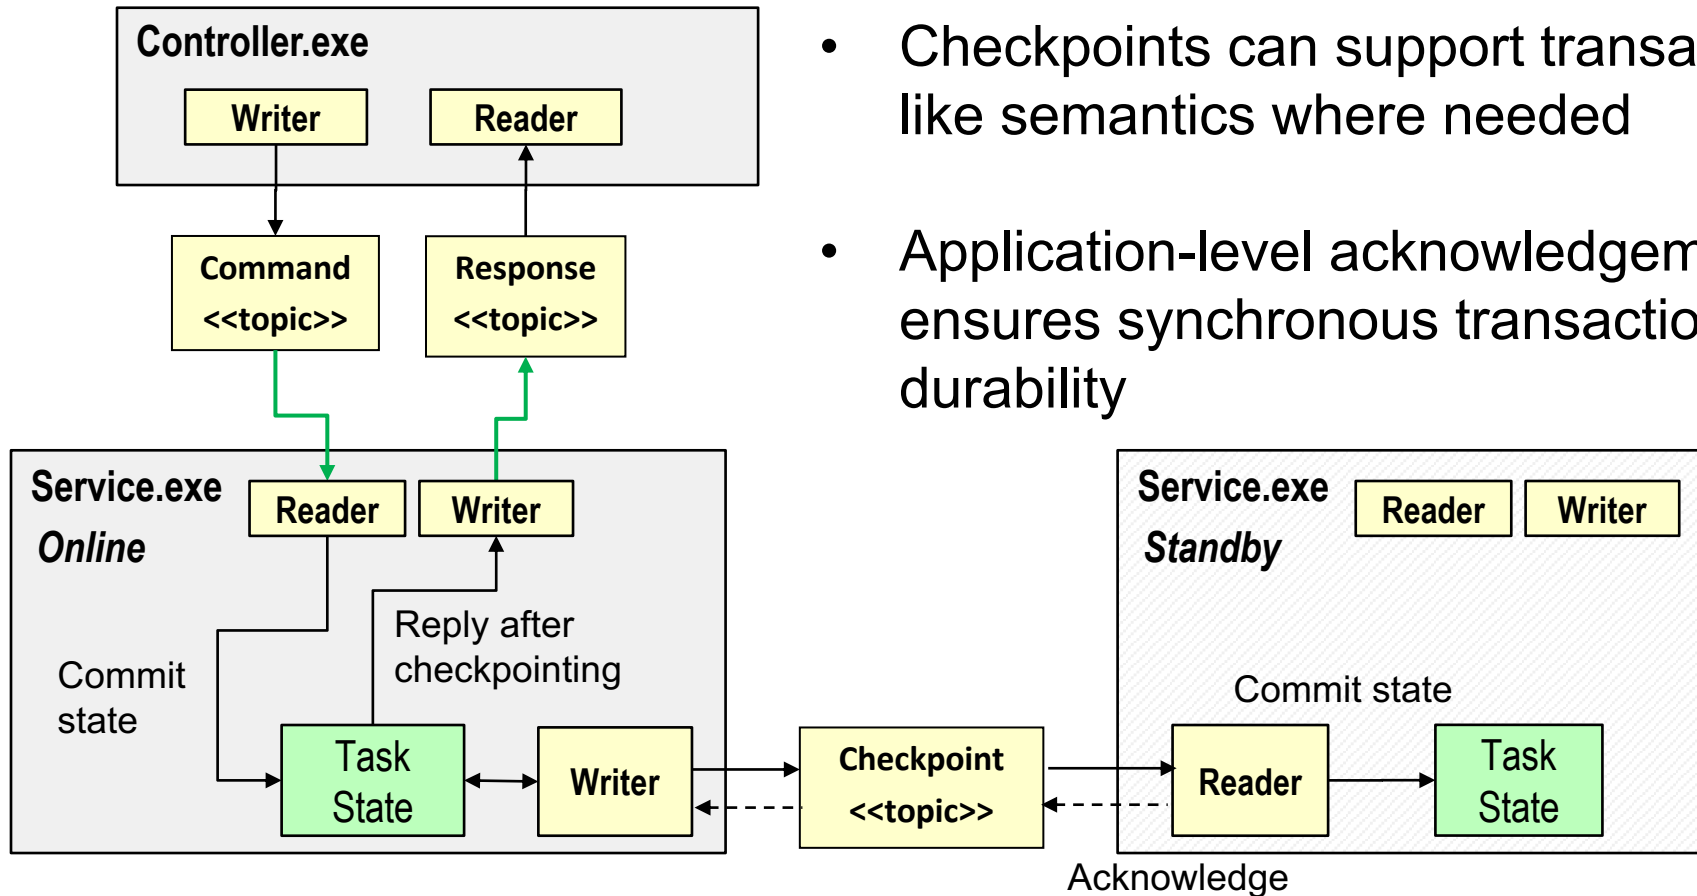 Controller.exe
Writer
Reader
Command
<<topic>>
Response
<<topic>>
• Checkpoints can support transa
like semantics where needed
• Application-level acknowledgem
ensures synchronous transactio
durability
Service.exe
Online
Reader
Writer
Commit
state
Reply after
checkpointing
Task
State
Writer
Checkpoint
<<topic>>
Acknowledge
Service.exe
Standby
Reader
Writer
Commit state
Reader
Task
State